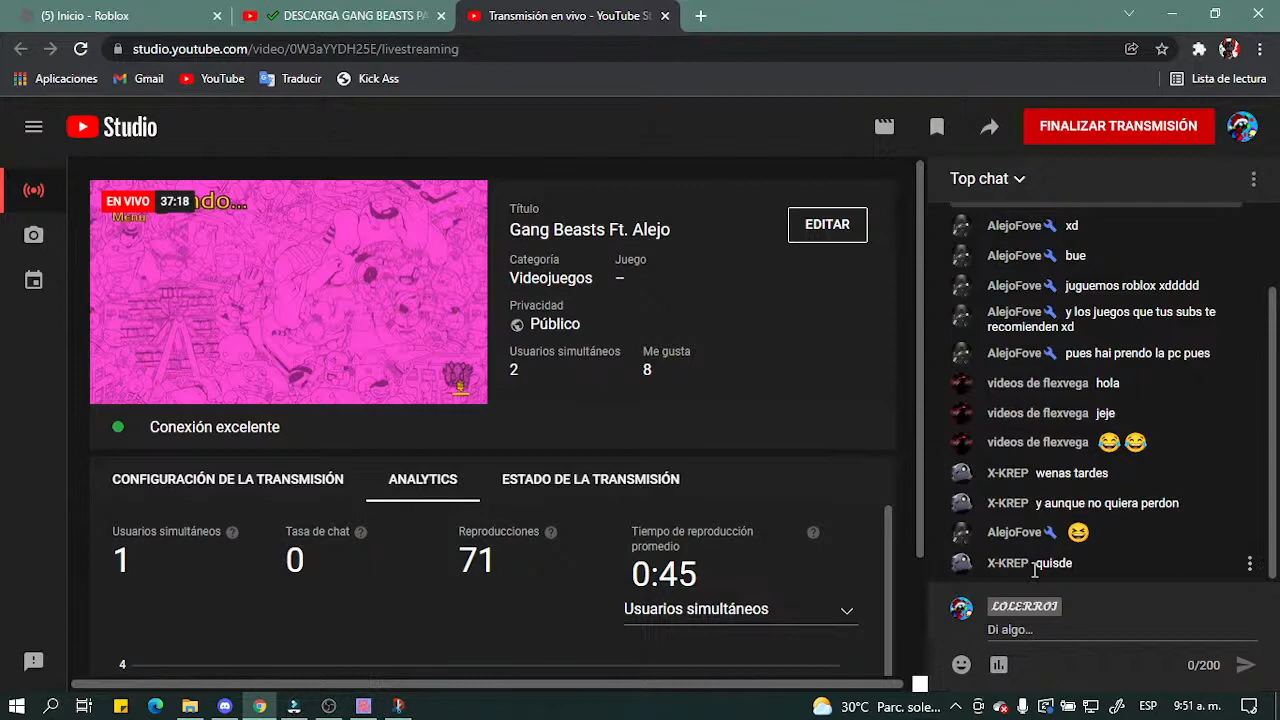 (5) Inicio - Roblox
DESCARGA GANG BEASTS PA
Transmisión en vivo - YouTube St
studio.youtube.com/video/0W3aYYDH25E/livestreaming
Aplicaciones
Gmail
YouTube
Traducir
Kick Ass
Lista de lectura
Studio
FINALIZAR TRANSMISIÓN
EN VIVO 37:18
ndo...
Menu
Título
Gang Beasts Ft. Alejo
EDITAR
Categoría Juego
Videojuegos –
Privacidad
Público
Usuarios simultáneos Me gusta
2 8
Conexión excelente
CONFIGURACIÓN DE LA TRANSMISIÓN
ANALYTICS
ESTADO DE LA TRANSMISIÓN
Usuarios simultáneos
1
Tasa de chat
0
Reproducciones
71
Tiempo de reproducción
promedio
0:45
Usuarios simultáneos
4
Top chat
AlejoFove xd
AlejoFove bue
AlejoFove juguemos roblox xddddd
AlejoFove y los juegos que tus subs te
recomienden xd
AlejoFove pues hai prendo la pc pues
videos de flexvega hola
videos de flexvega jeje
videos de flexvega 😂 😂
X-KREP wenas tardes
X-KREP y aunque no quiera perdon
AlejoFove 😆
X-KREP quisde
𝓛𝓞𝓛𝓔𝓡𝓡𝓞𝓘
Di algo...
0/200
30°C Parc. sole...
ESP
9:51 a. m.